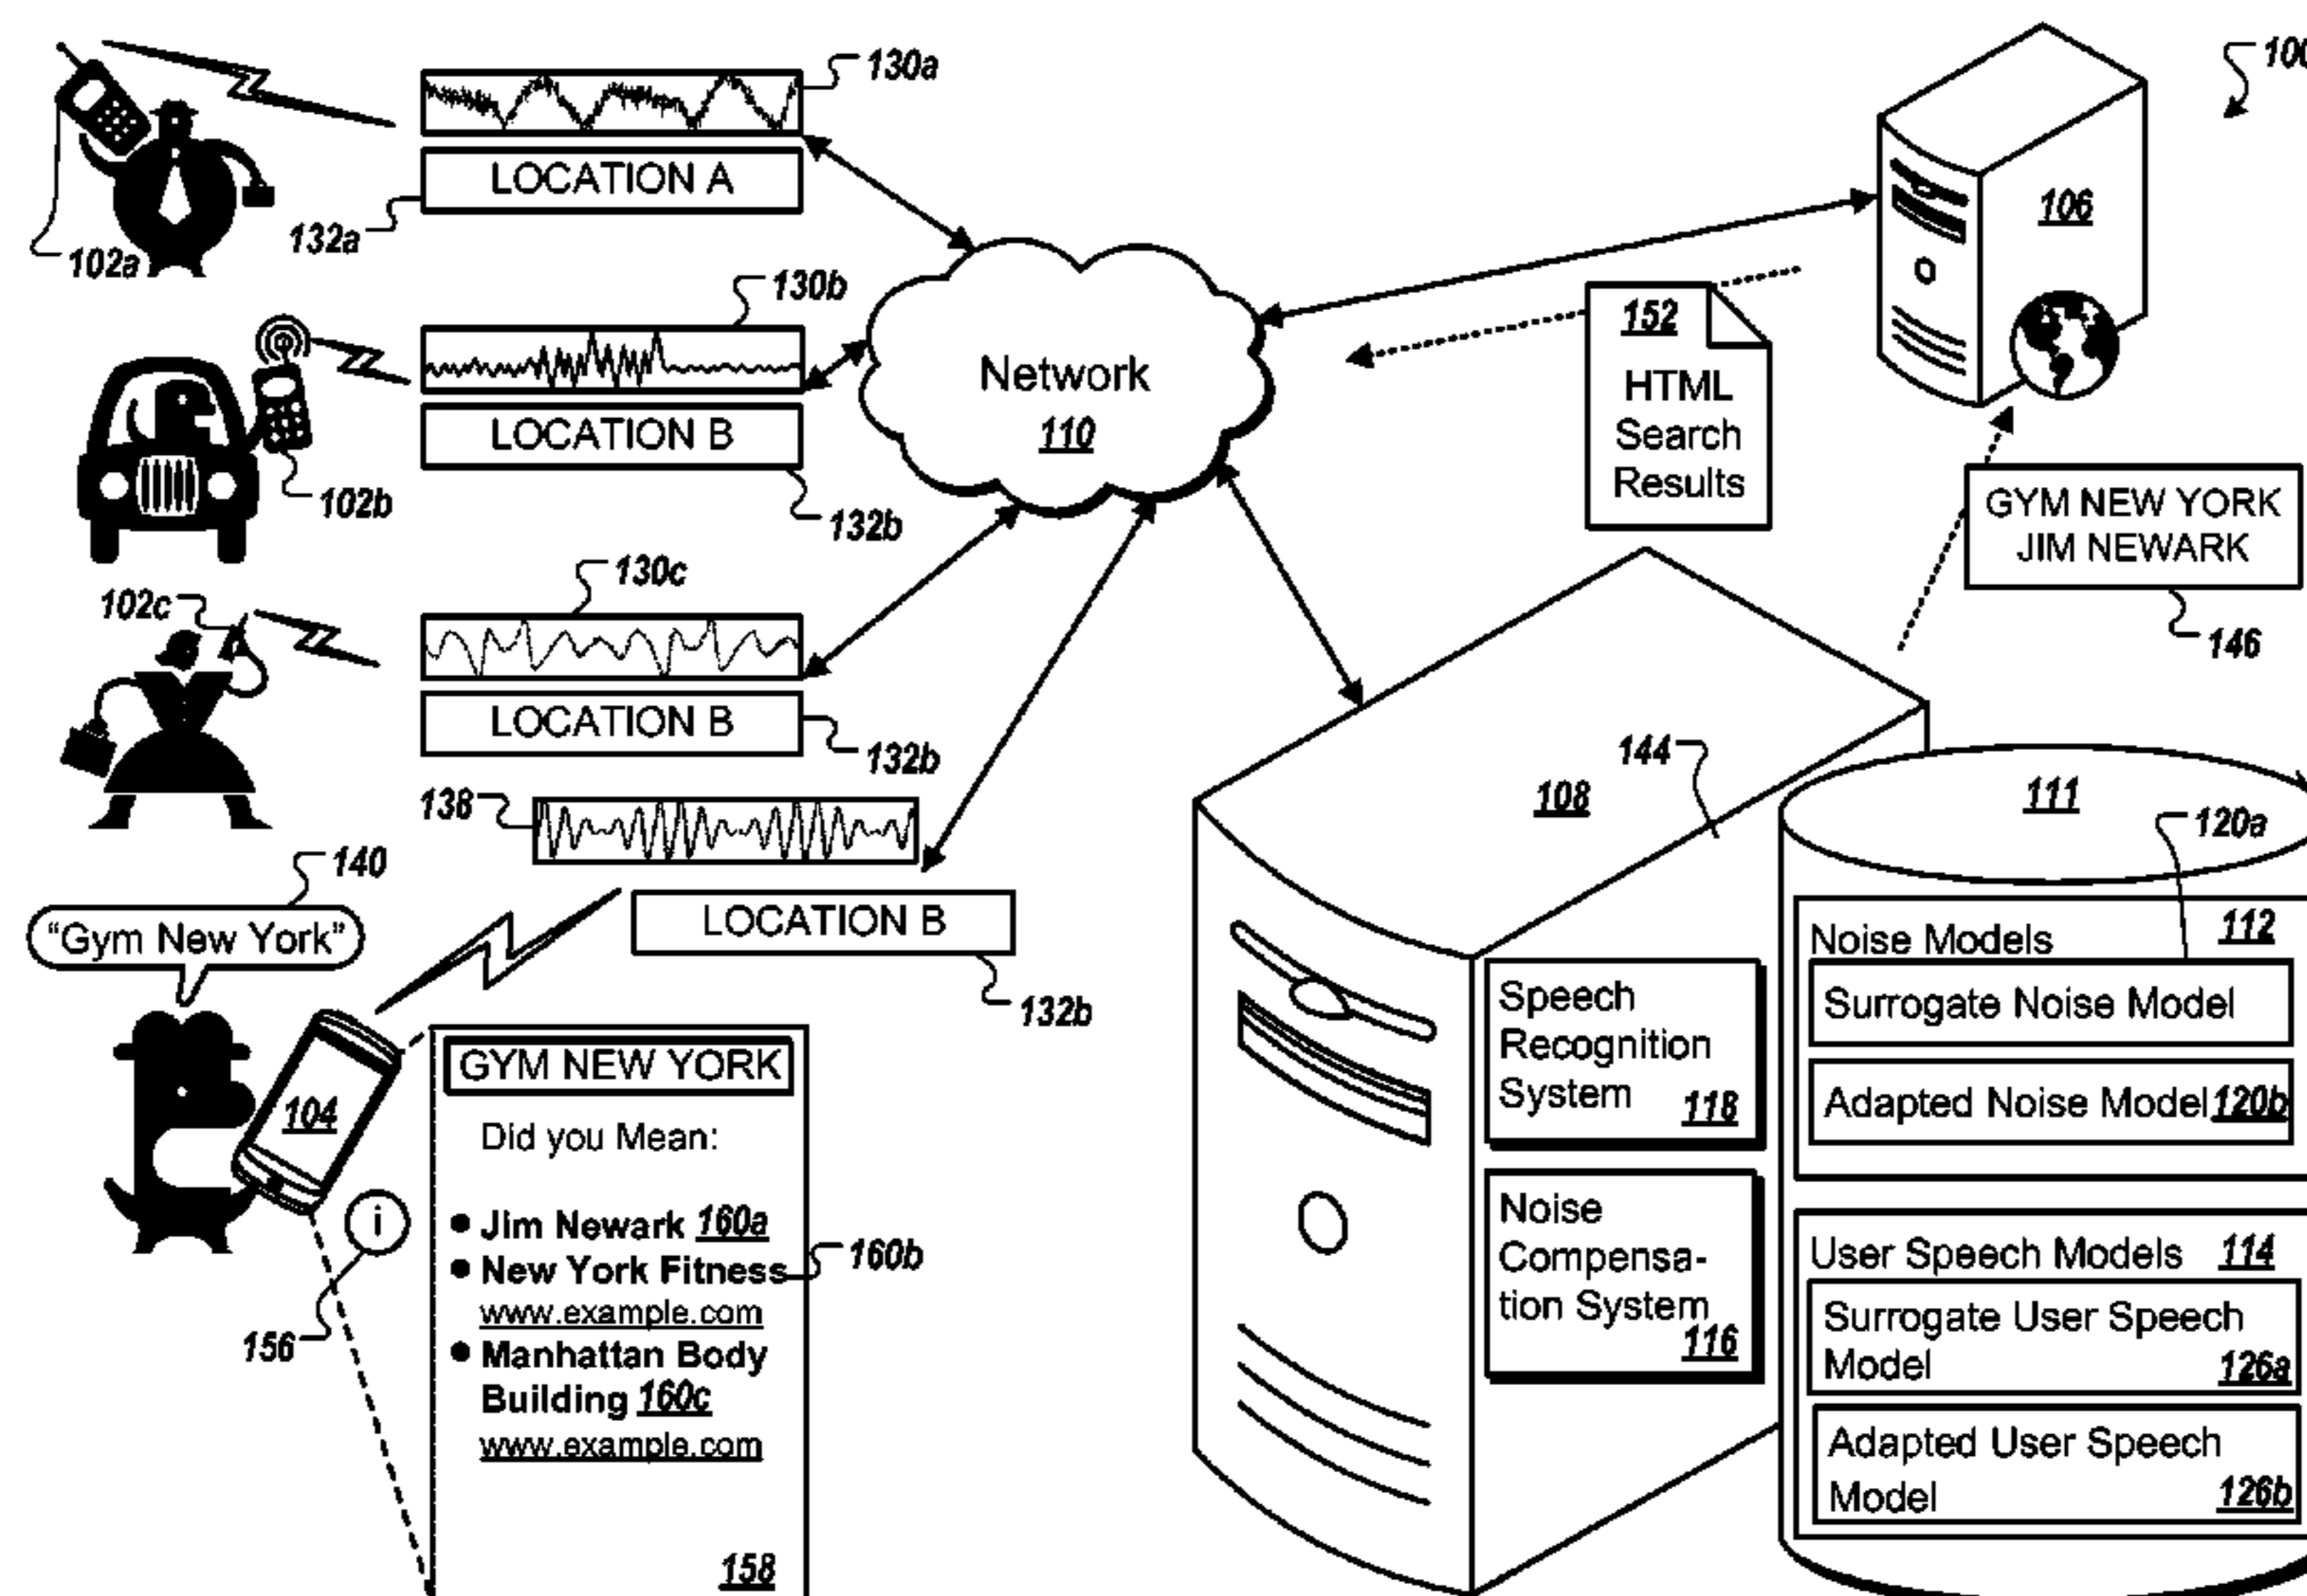 130a
100
LOCATION A
132a
102a
106
130b
152
HTML
Search
Results
Network
110
LOCATION B
102b
132b
GYM NEW YORK
JIM NEWARK
146
130c
102c
LOCATION B
132b
138
144
108
111
120a
140
"Gym New York"
LOCATION B
132b
Noise Models 112
Surrogate Noise Model
Adapted Noise Model 120b
Speech
Recognition
System 118
GYM NEW YORK
104
Did you Mean:
i
• Jim Newark 160a
• New York Fitness
160b
www.example.com
• Manhattan Body
Building 160c
www.example.com
156
158
Noise
Compensa-
tion System
116
User Speech Models 114
Surrogate User Speech
Model 126a
Adapted User Speech
Model 126b